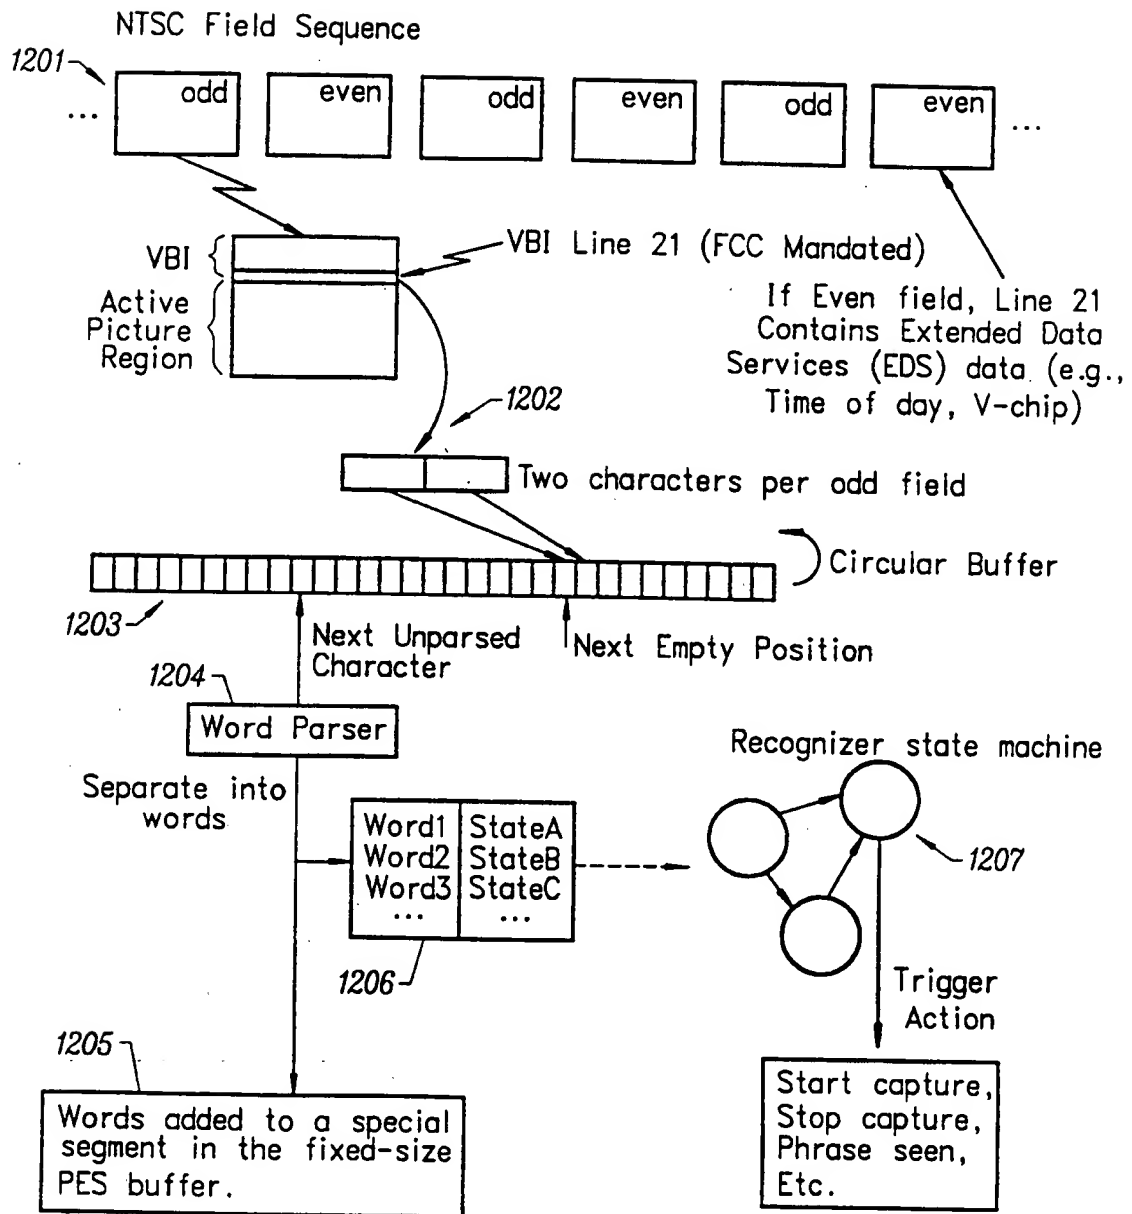 NTSC Field Sequence
1201
... odd even odd even odd even ...
VBI
VBI Line 21 (FCC Mandated)
Active
Picture
Region
If Even field, Line 21
Contains Extended Data
Services (EDS) data (e.g.,
Time of day, V-chip)
1202
Two characters per odd field
Circular Buffer
1203
Next Unparsed
Character
Next Empty Position
1204
Word Parser
Separate into
words
Recognizer state machine
Word1 StateA
Word2 StateB
Word3 StateC
... ...
1206
1207
Trigger
Action
1205
Words added to a special
segment in the fixed-size
PES buffer.
Start capture,
Stop capture,
Phrase seen,
Etc.